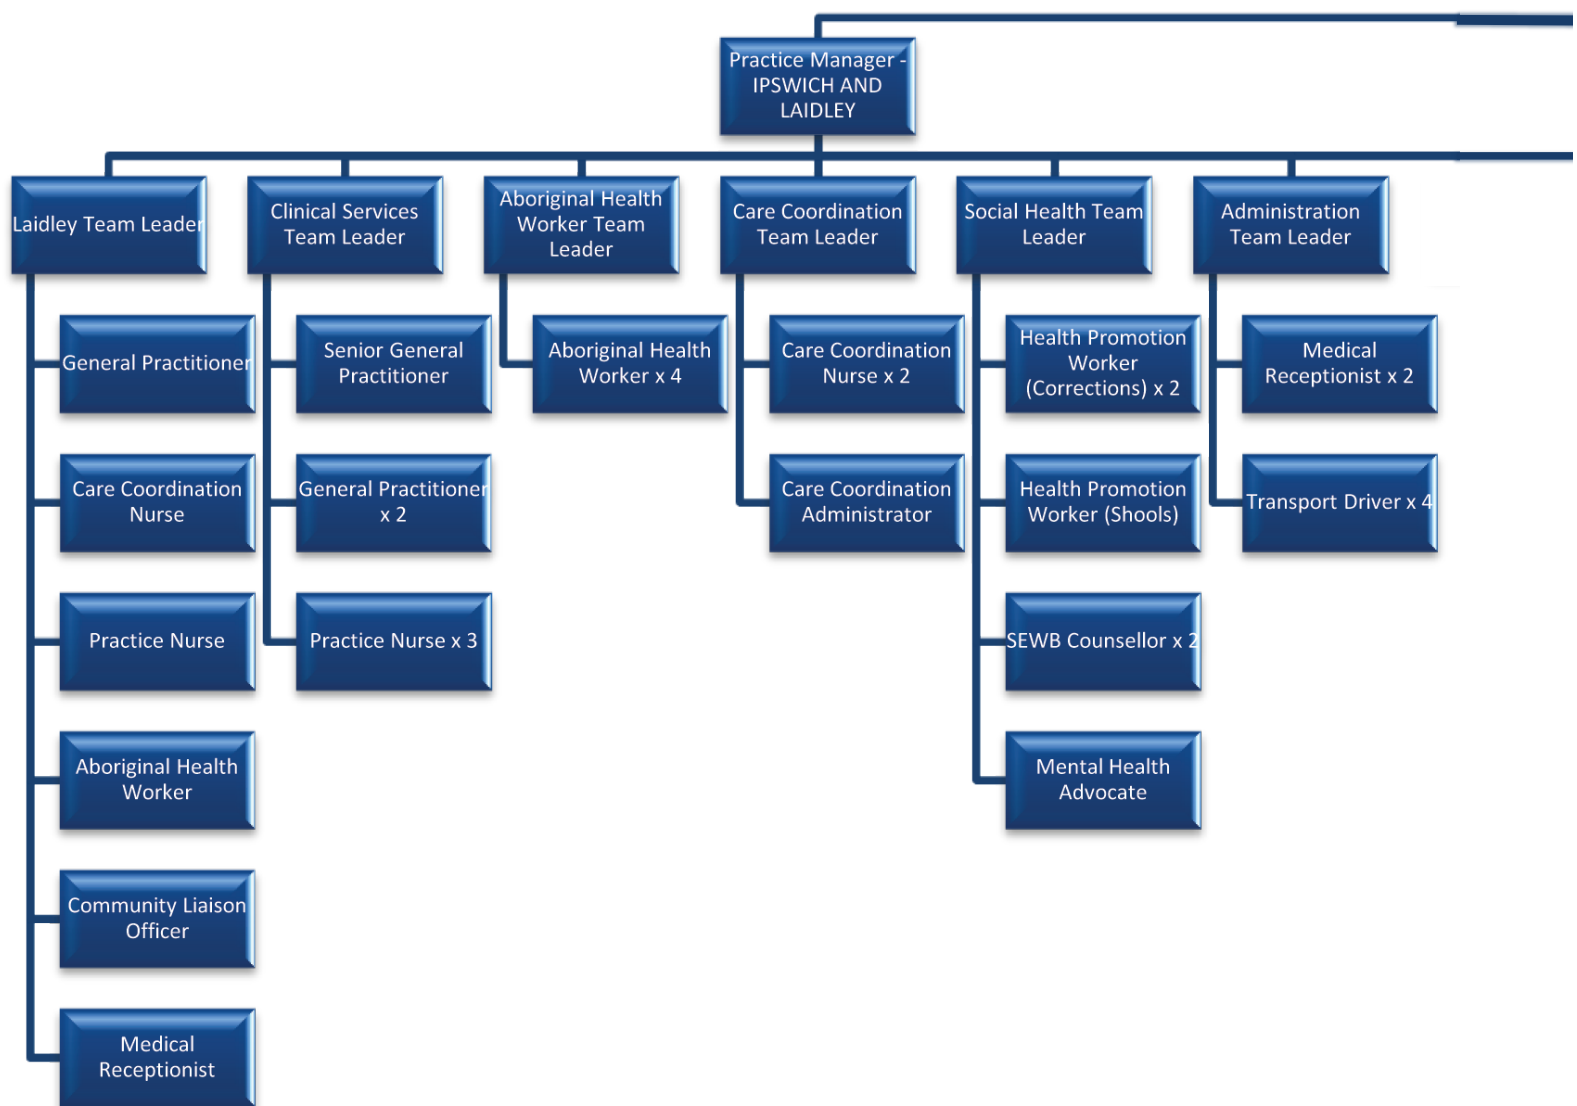 Practice Manager -
IPSWICH AND
LAIDLEY
Laidley Team Leader
Clinical Services
Team Leader
Aboriginal Health
Worker Team
Leader
Care Coordination
Team Leader
Social Health Team
Leader
Administration
Team Leader
General Practitioner
Care Coordination
Nurse
Practice Nurse
Aboriginal Health
Worker
Community Liaison
Officer
Medical
Receptionist
Senior General
Practitioner
General Practitioner
x 2
Practice Nurse x 3
Aboriginal Health
Worker x 4
Care Coordination
Nurse x 2
Care Coordination
Administrator
Health Promotion
Worker
(Corrections) x 2
Health Promotion
Worker (Shools)
SEWB Counsellor x 2
Mental Health
Advocate
Medical
Receptionist x 2
Transport Driver x 4